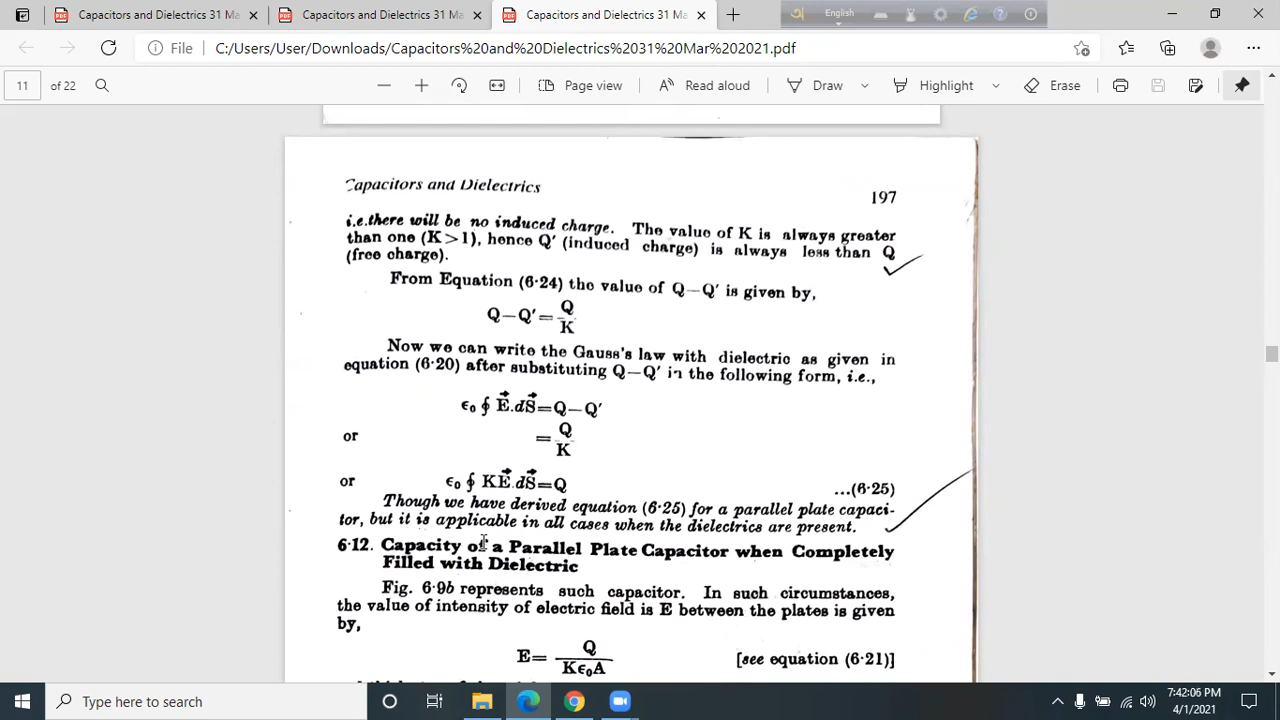 Capacitors and Dielectrics 31 Ma
Capacitors and Dielectrics 31 Ma
Capacitors and Dielectrics 31 Ma
English
File
C:/Users/User/Downloads/Capacitors%20and%20Dielectrics%2031%20Mar%202021.pdf
11 of 22
Page view
Read aloud
Draw
Highlight
Erase
Capacitors and Dielectrics
197
i.e.there will be no induced charge. The value of K is always greater
than one (K>1), hence Q′ (induced charge) is always less than Q
(free charge).
From Equation (6·24) the value of Q—Q′ is given by,
Q—Q′= Q/K
Now we can write the Gauss's law with dielectric as given in
equation (6·20) after substituting Q—Q′ in the following form, i.e.,
ϵ₀ ∮ E⃗.dS⃗=Q—Q′
or = Q/K
or ϵ₀ ∮ KE⃗.dS⃗=Q ...(6·25)
Though we have derived equation (6·25) for a parallel plate capaci-
tor, but it is applicable in all cases when the dielectrics are present.
6·12. Capacity of a Parallel Plate Capacitor when Completely
Filled with Dielectric
Fig. 6·9b represents such capacitor. In such circumstances,
the value of intensity of electric field is E between the plates is given
by,
E= Q/Kϵ₀A [see equation (6·21)]
Type here to search
7:42:06 PM
4/1/2021